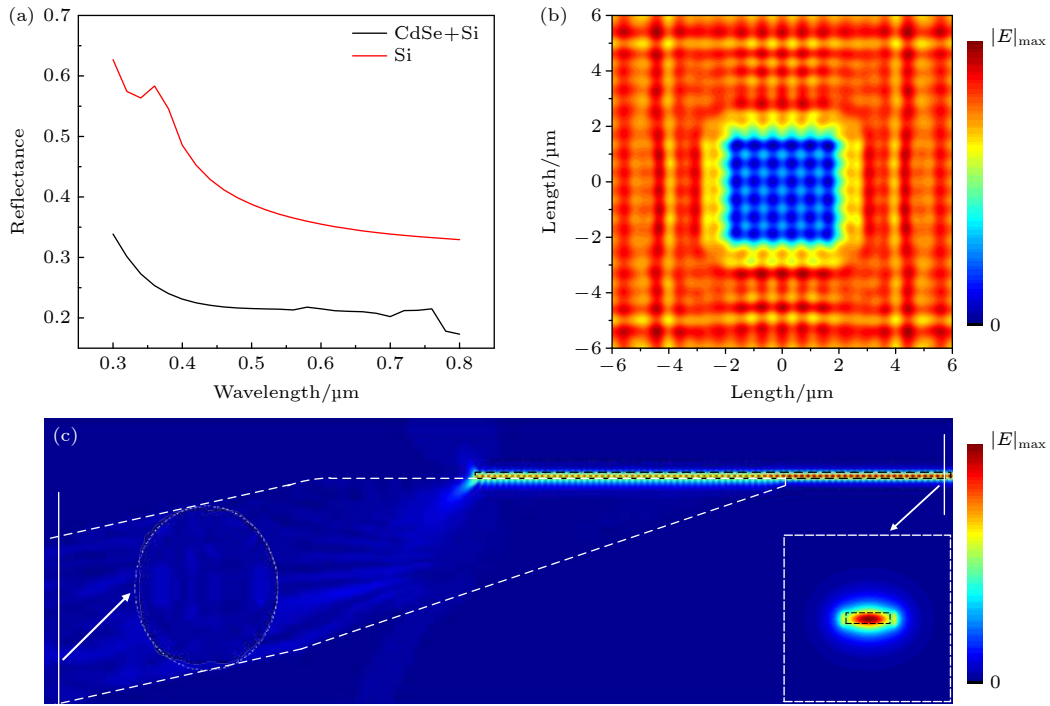 (a)
0.7
0.6
0.5
0.4
0.3
0.2
Reflectance
0.3 0.4 0.5 0.6 0.7 0.8
Wavelength/µm
CdSe+Si
Si
(b)
6
4
2
0
−2
−4
−6
Length/µm
−6 −4 −2 0 2 4 6
Length/µm
|E|max
0
(c)
|E|max
0